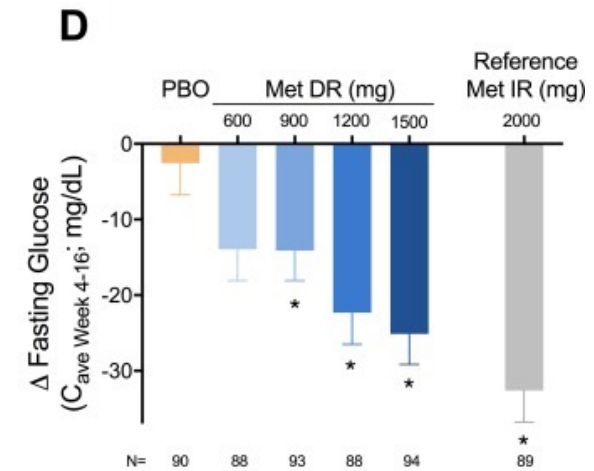 D
Reference
PBO Met DR (mg) Met IR (mg)
600 900 1200 1500 2000
0
-10
-20
-30
Δ Fasting Glucose
(Cave Week 4-16; mg/dL)
*
*
*
*
N= 90 88 93 88 94 89